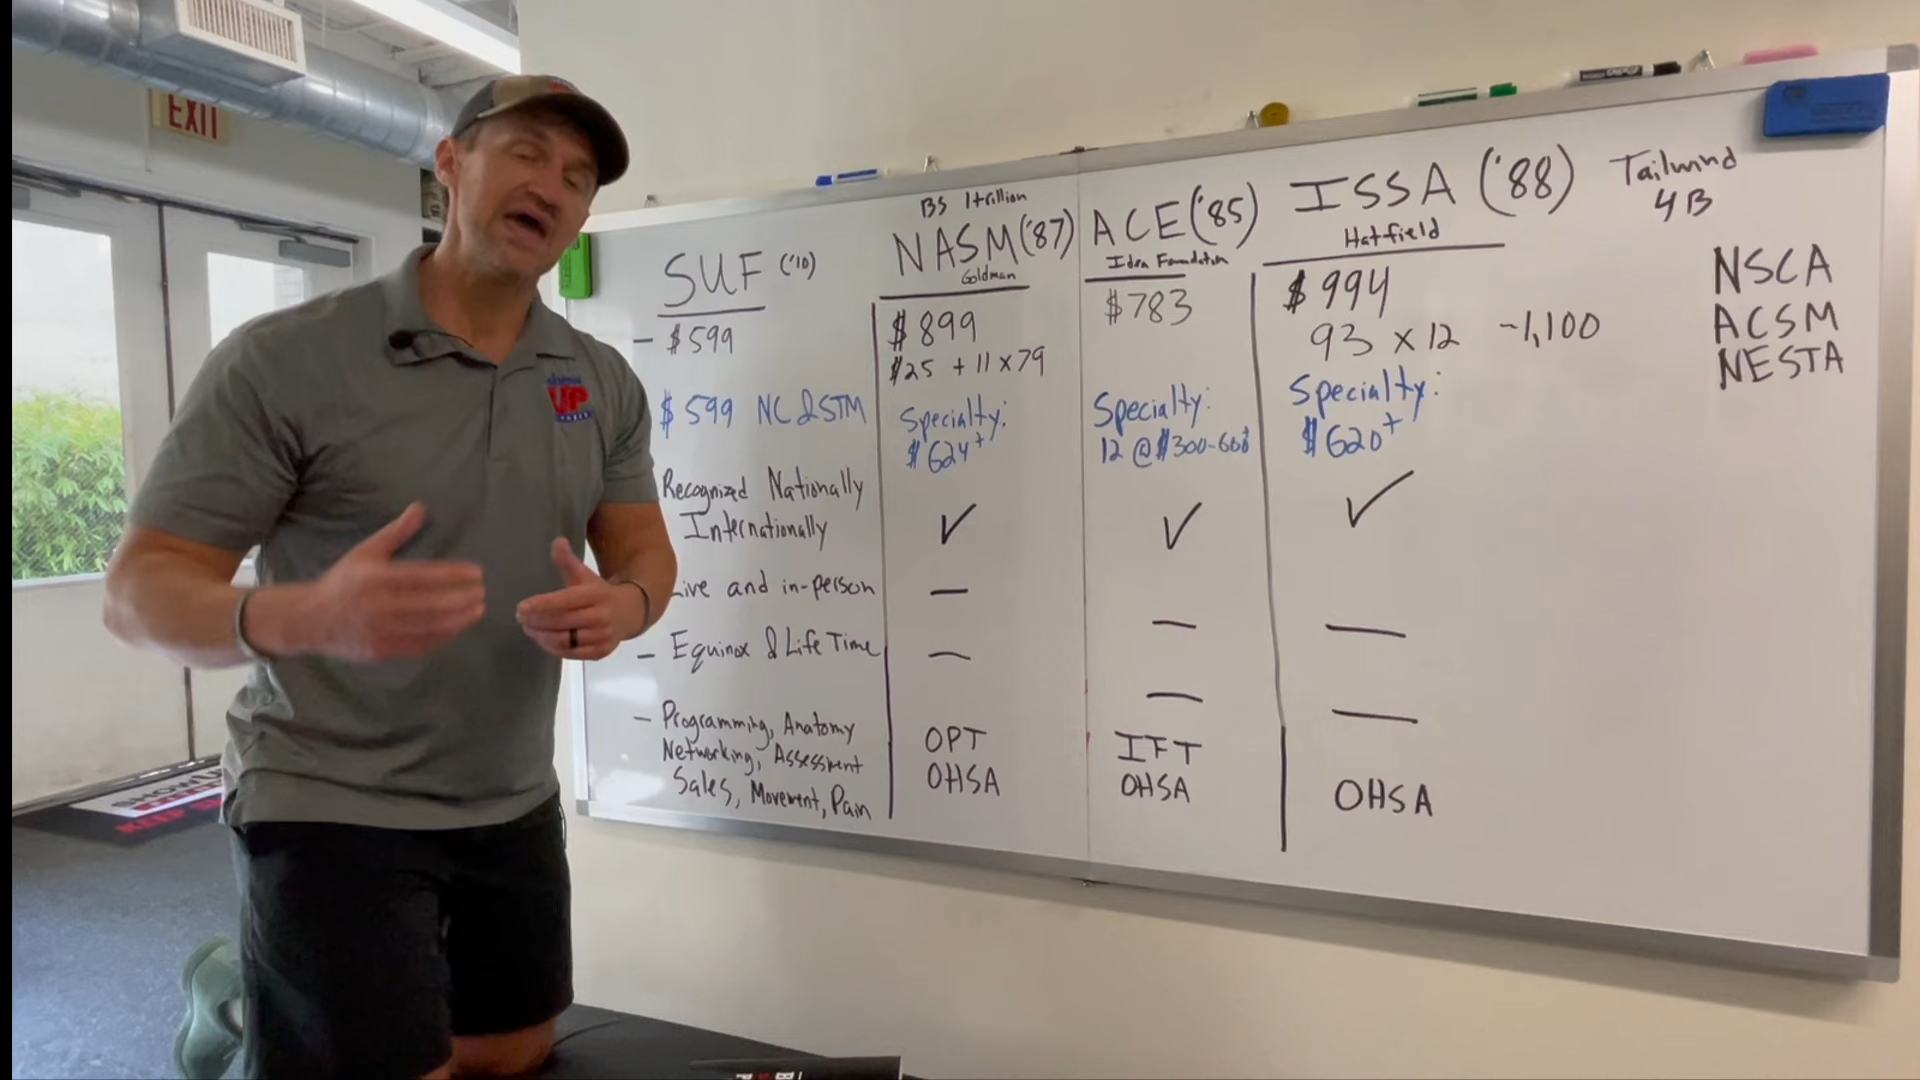 EXIT
UP
SUF ('10)
- $599
$599 NC & STM
Recognized Nationally
Internationally
Live and in-person
- Equinox & Life Time
- Programming, Anatomy
Networking, Assessment
Sales, Movement, Pain
BS 1trillion
NASM ('87)
Goldman
$899
$25 + 11 x 79
Specialty:
$624+
✓
—
—
OPT
OHSA
ACE ('85)
Idea Foundation
$783
Specialty:
12 @ $300-600
✓
—
—
IFT
OHSA
ISSA ('88)
Hatfield
$994
93 x 12 ~1,100
Specialty:
$620+
✓
—
—
OHSA
Tailwind
4B
NSCA
ACSM
NESTA